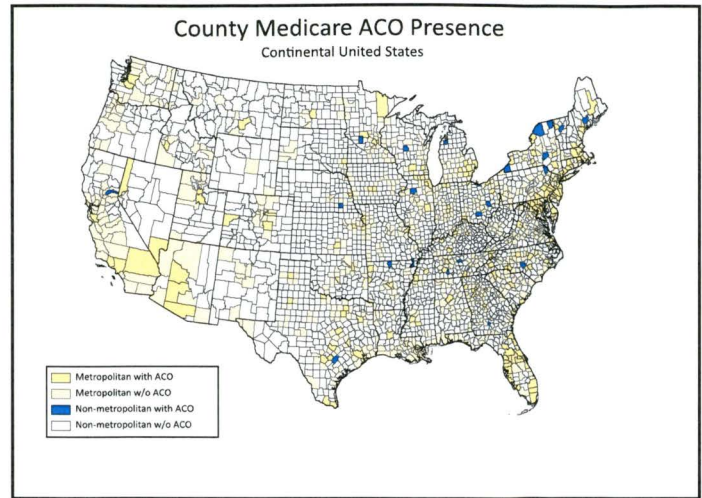 County Medicare ACO Presence
Continental United States
Metropolitan with ACO
Metropolitan w/o ACO
Non-metropolitan with ACO
Non-metropolitan w/o ACO